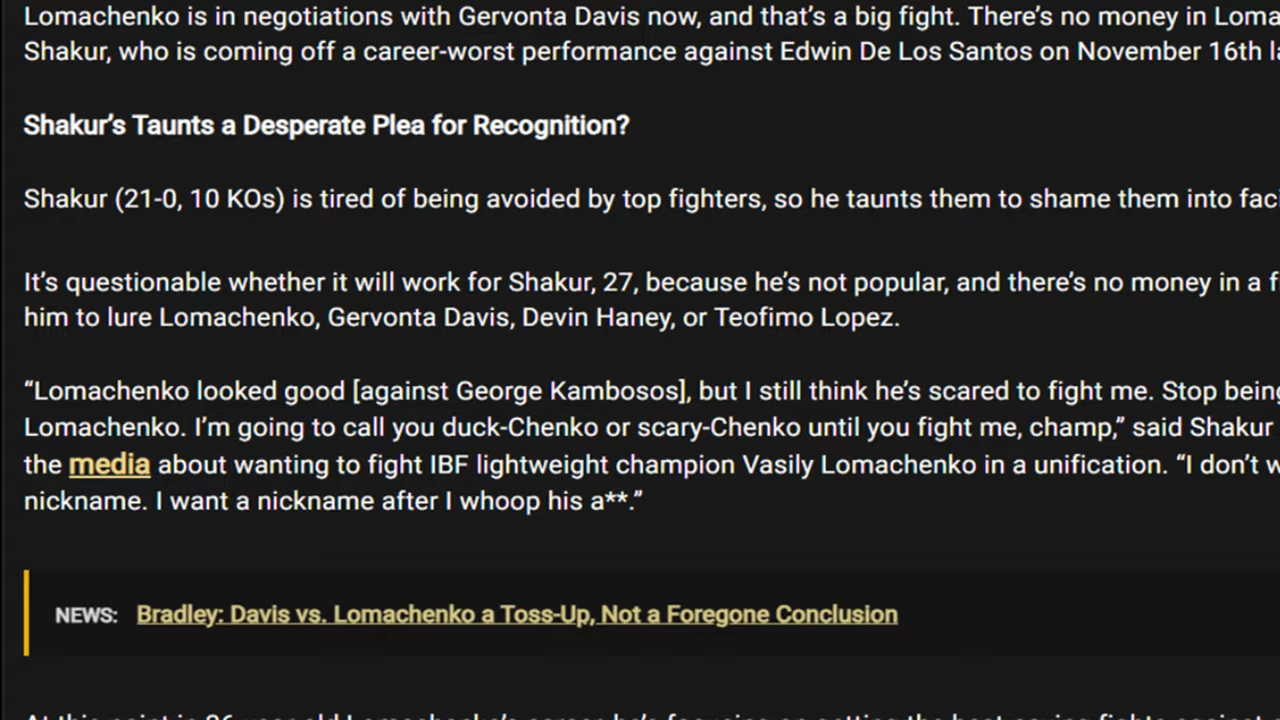 Lomachenko is in negotiations with Gervonta Davis now, and that’s a big fight. There’s no money in Loma
Shakur, who is coming off a career-worst performance against Edwin De Los Santos on November 16th
Shakur’s Taunts a Desperate Plea for Recognition?
Shakur (21-0, 10 KOs) is tired of being avoided by top fighters, so he taunts them to shame them into
It’s questionable whether it will work for Shakur, 27, because he’s not popular, and there’s no money in a
him to lure Lomachenko, Gervonta Davis, Devin Haney, or Teofimo Lopez.
“Lomachenko looked good [against George Kambosos], but I still think he’s scared to fight me. Stop being
Lomachenko. I’m going to call you duck-Chenko or scary-Chenko until you fight me, champ,” said Shakur
the media about wanting to fight IBF lightweight champion Vasily Lomachenko in a unification. “I don’t
nickname. I want a nickname after I whoop his a**.”
NEWS: Bradley: Davis vs. Lomachenko a Toss-Up, Not a Foregone Conclusion